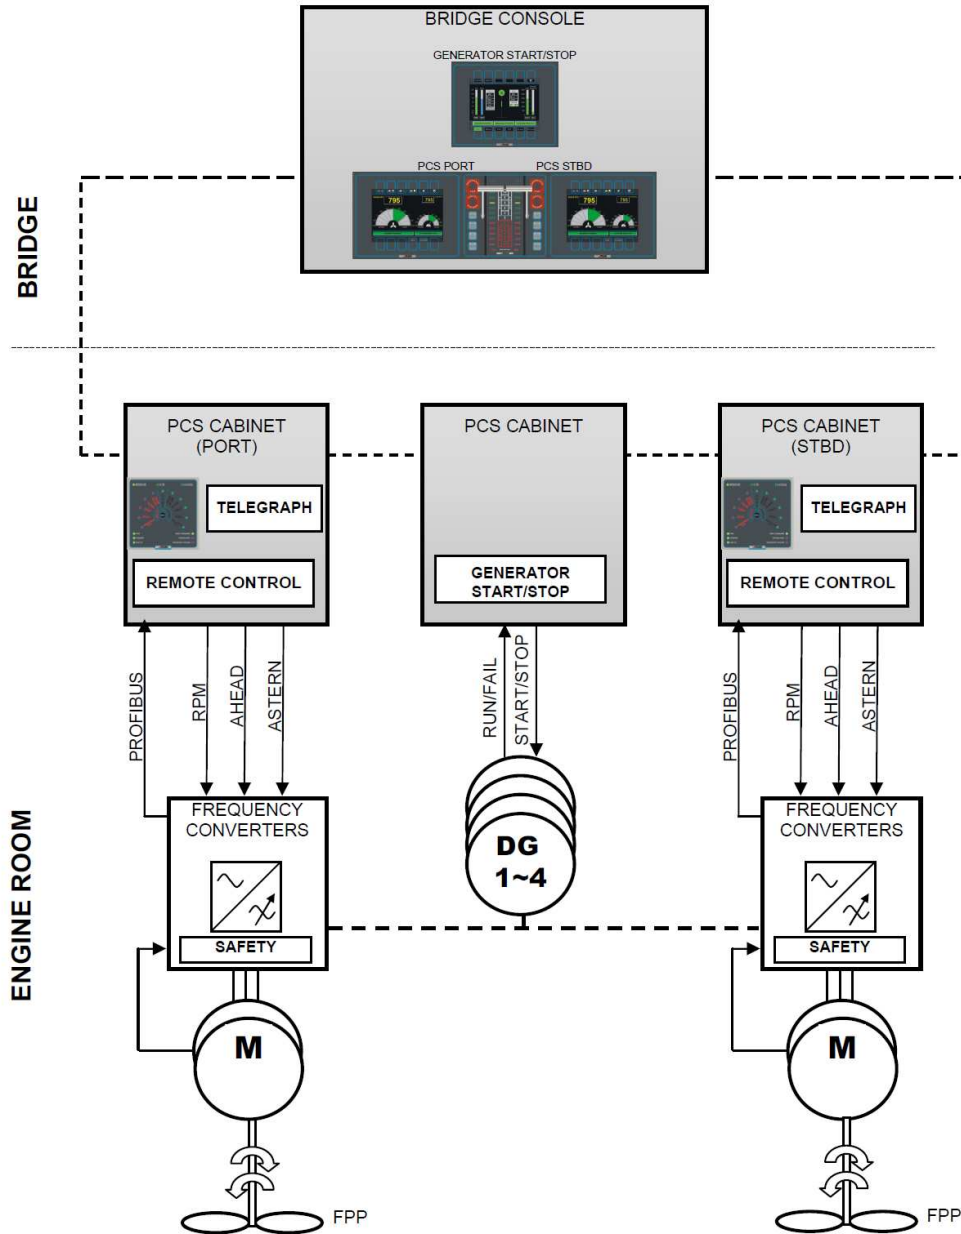 BRIDGE CONSOLE
GENERATOR START/STOP
PCS PORT
PCS STBD
795
795
795
795
BRIDGE
PCS CABINET
(PORT)
TELEGRAPH
REMOTE CONTROL
PCS CABINET
GENERATOR
START/STOP
PCS CABINET
(STBD)
TELEGRAPH
REMOTE CONTROL
PROFIBUS
RPM
AHEAD
ASTERN
RUN/FAIL
START/STOP
PROFIBUS
RPM
AHEAD
ASTERN
ENGINE ROOM
FREQUENCY
CONVERTERS
SAFETY
DG
1~4
FREQUENCY
CONVERTERS
SAFETY
M
M
FPP
FPP